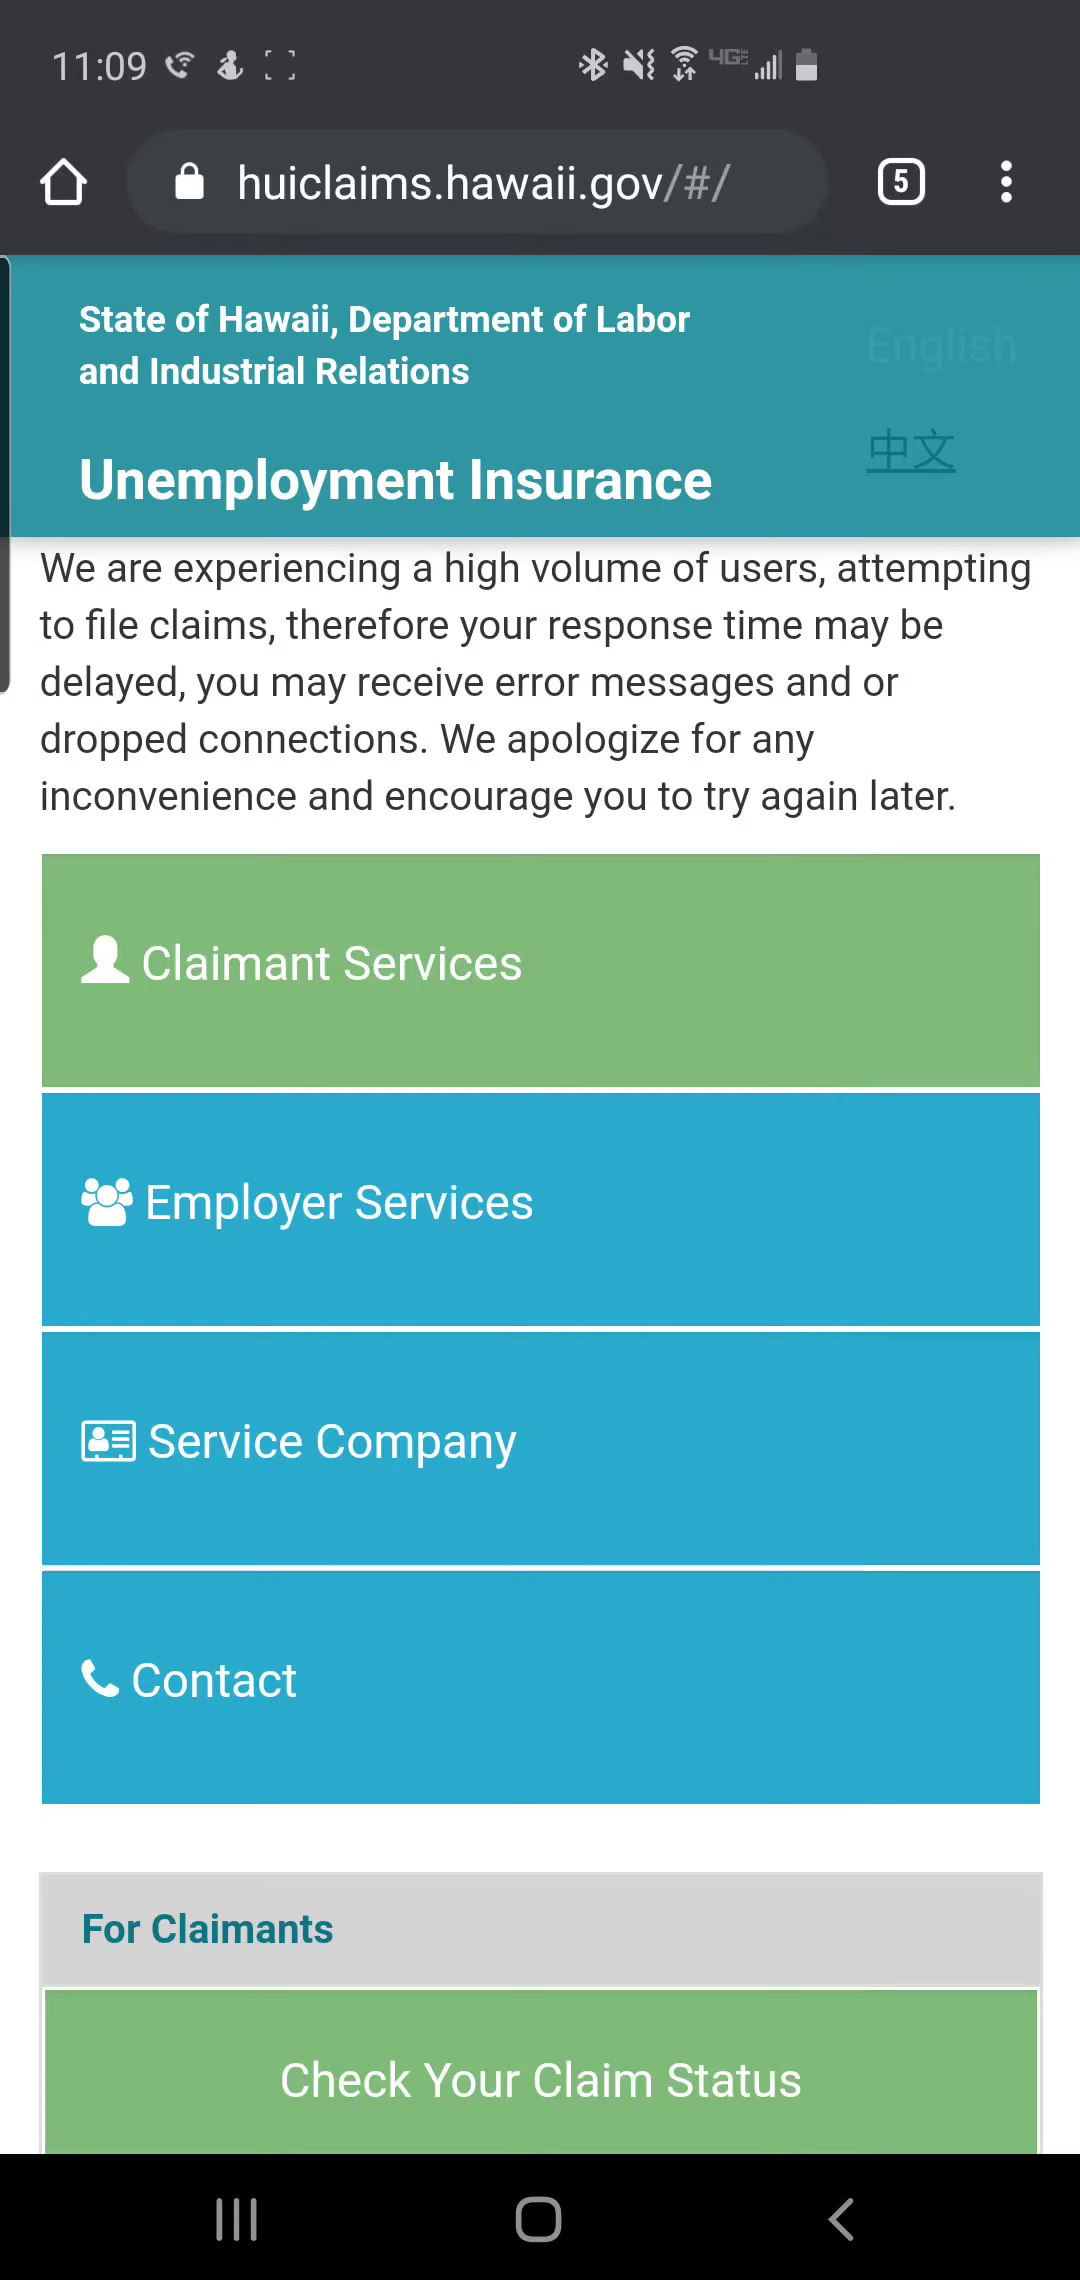 11:09
4G LTE
huiclaims.hawaii.gov/#/
5
State of Hawaii, Department of Labor
and Industrial Relations
English
中文
Unemployment Insurance
We are experiencing a high volume of users, attempting
to file claims, therefore your response time may be
delayed, you may receive error messages and or
dropped connections. We apologize for any
inconvenience and encourage you to try again later.
Claimant Services
Employer Services
Service Company
Contact
For Claimants
Check Your Claim Status